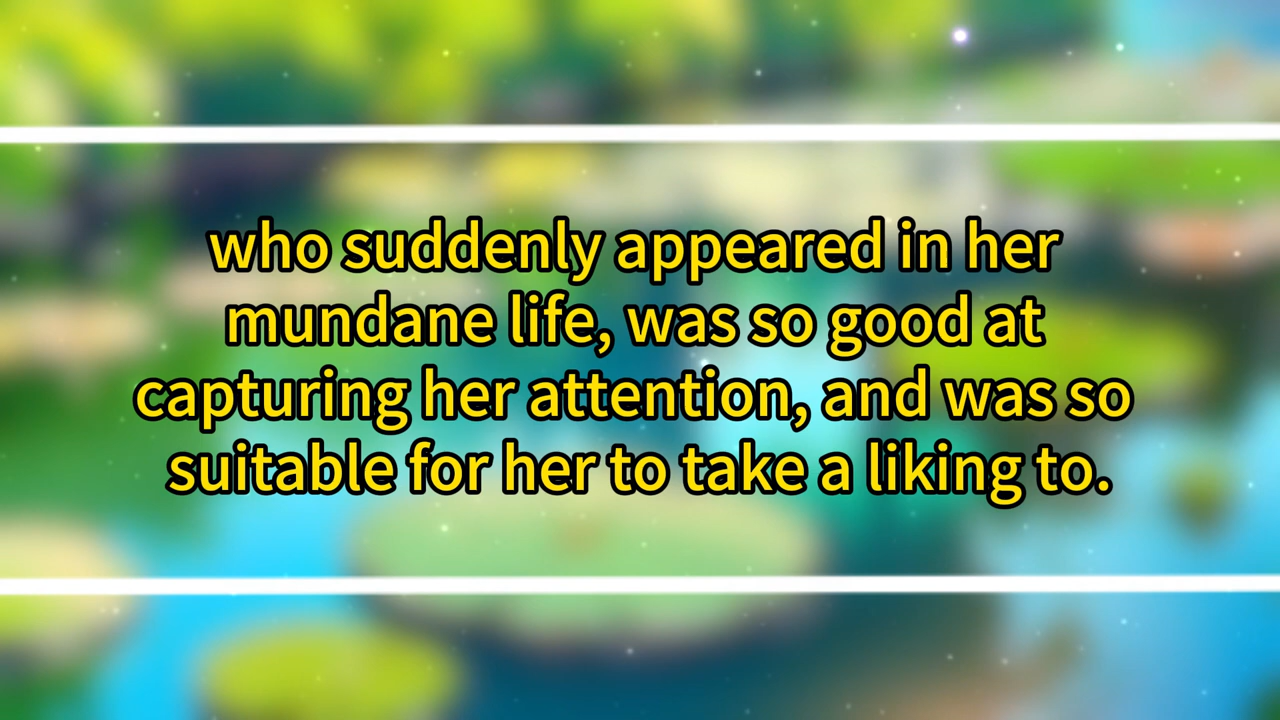 who suddenly appeared in her
mundane life, was so good at
capturing her attention, and was so
suitable for her to take a liking to.